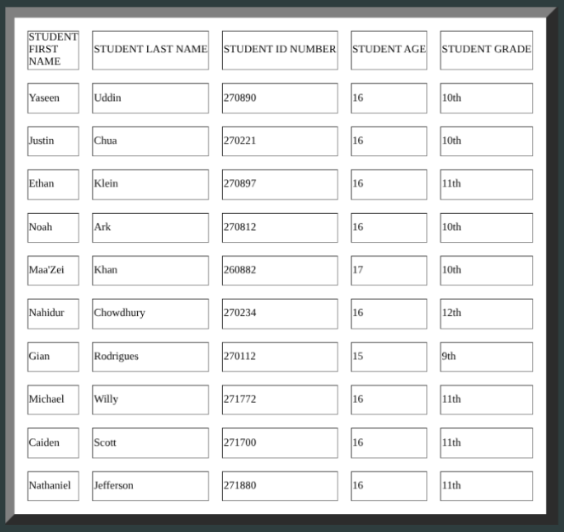 STUDENT FIRST NAME STUDENT LAST NAME STUDENT ID NUMBER STUDENT AGE STUDENT GRADE
Yaseen Uddin 270890 16 10th
Justin Chua 270221 16 10th
Ethan Klein 270897 16 11th
Noah Ark 270812 16 10th
Maa'Zei Khan 260882 17 10th
Nahidur Chowdhury 270234 16 12th
Gian Rodrigues 270112 15 9th
Michael Willy 271772 16 11th
Caiden Scott 271700 16 11th
Nathaniel Jefferson 271880 16 11th